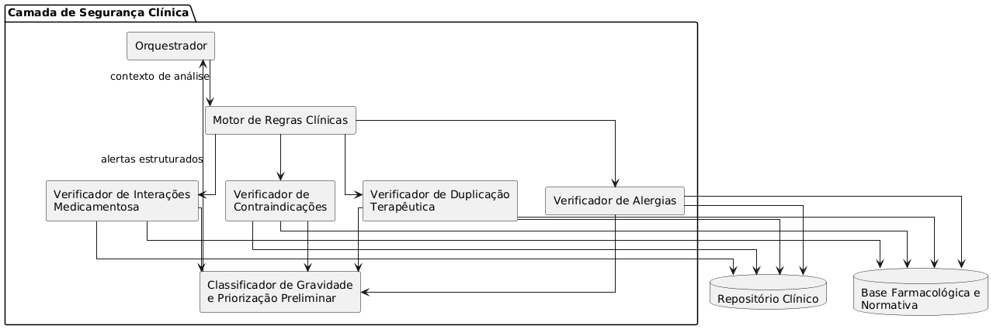 Camada de Segurança Clínica
Orquestrador
contexto de análise
Motor de Regras Clínicas
alertas estruturados
Verificador de Interações
Medicamentosa
Verificador de
Contraindicações
Verificador de Duplicação
Terapêutica
Verificador de Alergias
Classificador de Gravidade
e Priorização Preliminar
Repositório Clínico
Base Farmacológica e
Normativa